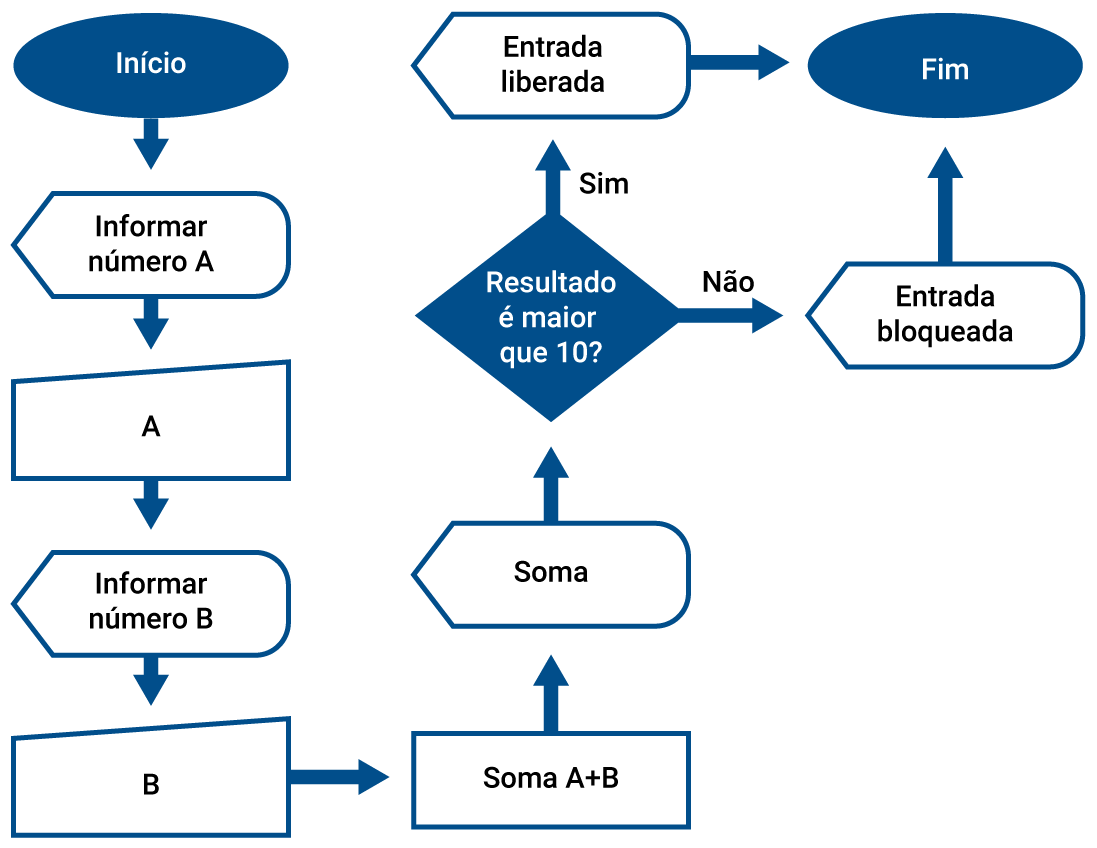 Início
Informar
número A
A
Informar
número B
B
Soma A+B
Soma
Resultado
é maior
que 10?
Sim
Entrada
liberada
Não
Entrada
bloqueada
Fim